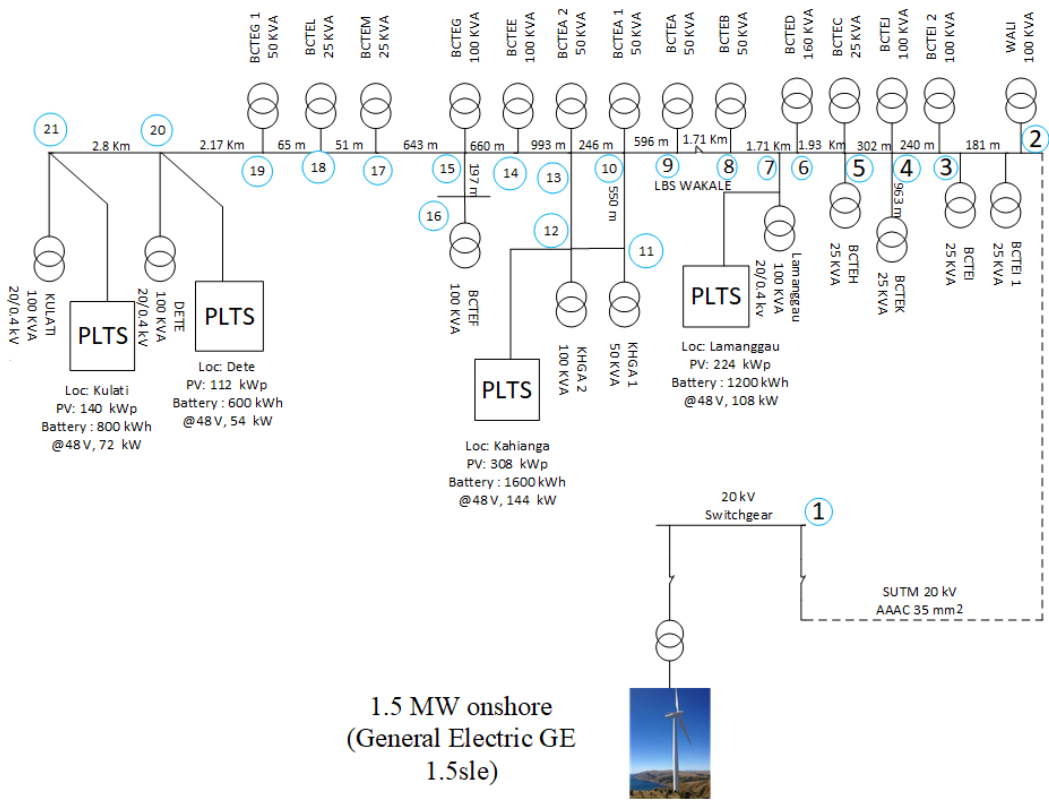 BCTEG 1
50 KVA
BCTEL
25 KVA
BCTEM
25 KVA
BCTEG
100 KVA
BCTEE
100 KVA
BCTEA 2
50 KVA
BCTEA 1
50 KVA
BCTEA
50 KVA
BCTEB
50 KVA
BCTED
160 KVA
BCTEC
25 KVA
BCTEJ
100 KVA
BCTEI 2
100 KVA
WALI
100 KVA
21
2.8 Km
20
2.17 Km
19
65 m
18
51 m
17
643 m
15
660 m
14
993 m
13
246 m
10
596 m
9
1.71 Km
8
1.71 Km
7
6
1.93 Km
5
302 m
4
240 m
3
181 m
2
LBS WAKALE
197 m
16
550 m
963 m
12
11
KULATI
100 KVA
20/0.4 kv
PLTS
Loc: Kulati
PV: 140 kWp
Battery : 800 kWh
@48 V, 72 kW
DETE
100 KVA
20/0.4 kv
PLTS
Loc: Dete
PV: 112 kWp
Battery : 600 kWh
@48 V, 54 kW
BCTEF
100 KVA
PLTS
Loc: Kahianga
PV: 308 kWp
Battery : 1600 kWh
@48 V, 144 kW
KHGA 2
100 KVA
KHGA 1
50 KVA
PLTS
Loc: Lamanggau
PV: 224 kWp
Battery : 1200 kWh
@48 V, 108 kW
Lamanggau
100 KVA
20/0.4 kv
BCTEH
25 KVA
BCTEK
25 KVA
BCTEJ
25 KVA
BCTEI 1
25 KVA
20 kV
Switchgear
1
SUTM 20 kV
AAAC 35 mm2
1.5 MW onshore
(General Electric GE
1.5sle)